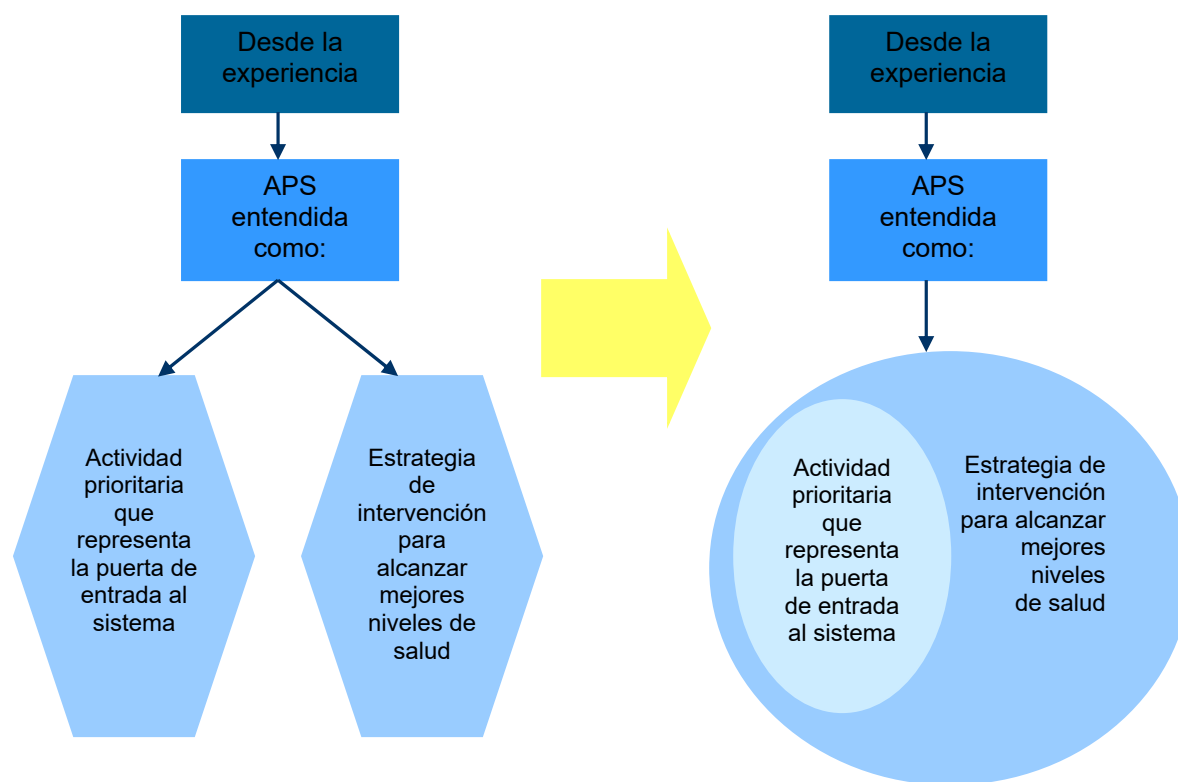 Desde la
experiencia
APS
entendida
como:
Actividad
prioritaria
que
representa
la puerta de
entrada al
sistema
Estrategia
de
intervención
para
alcanzar
mejores
niveles de
salud
Desde la
experiencia
APS
entendida
como:
Actividad
prioritaria
que
representa
la puerta
de entrada
al sistema
Estrategia de
intervención
para alcanzar
mejores
niveles
de salud